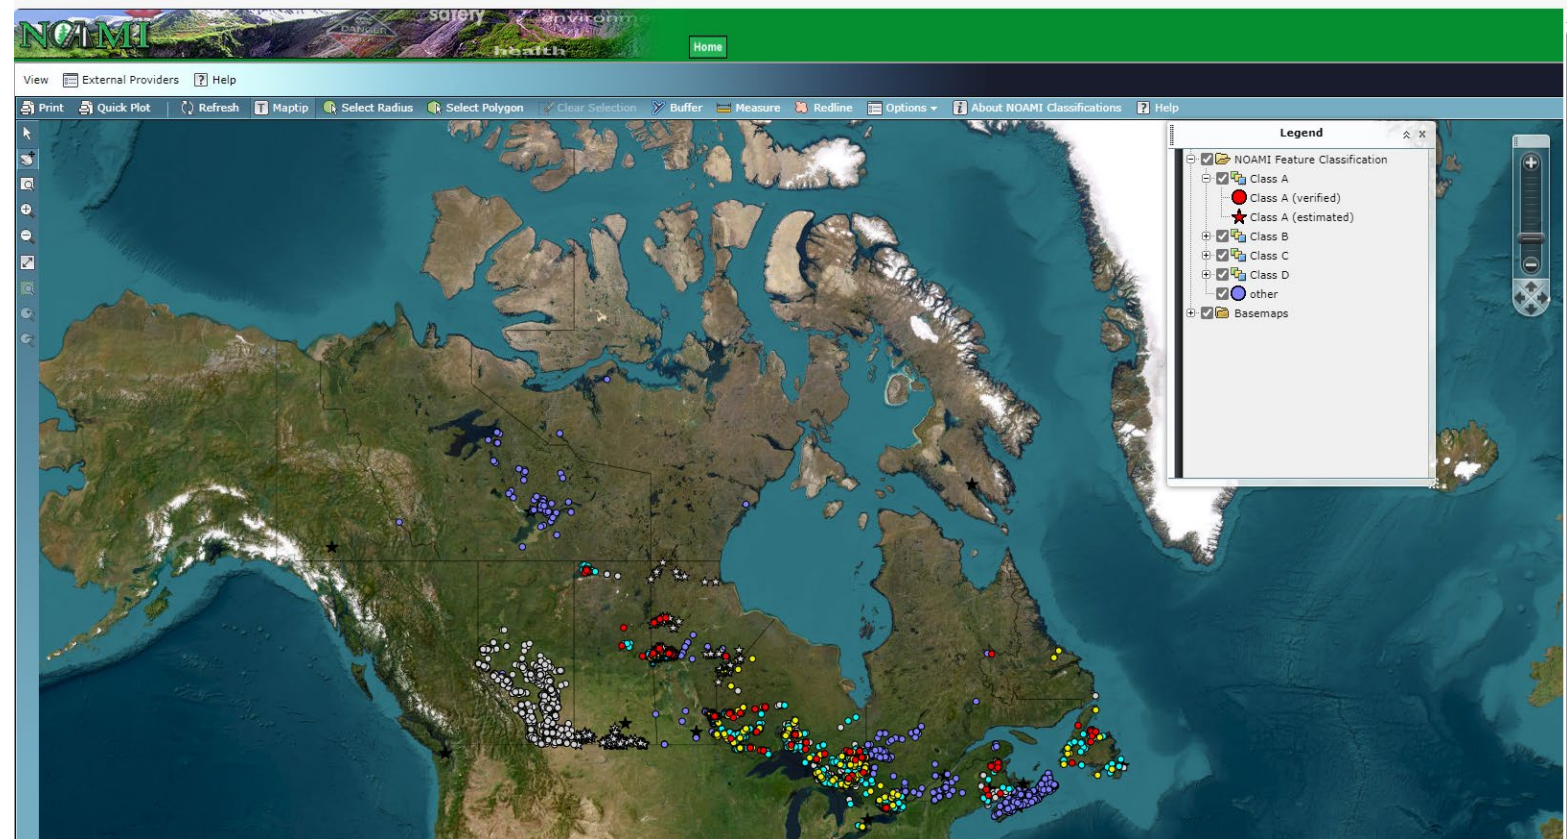 NOAMI
safety
environme
DANGER
health
Home
View External Providers ? Help
Print Quick Plot Refresh T Maptip Select Radius Select Polygon Clear Selection Buffer Measure Redline Options i About NOAMI Classifications ? Help
Legend x
NOAMI Feature Classification
Class A
Class A (verified)
Class A (estimated)
Class B
Class C
Class D
other
Basemaps